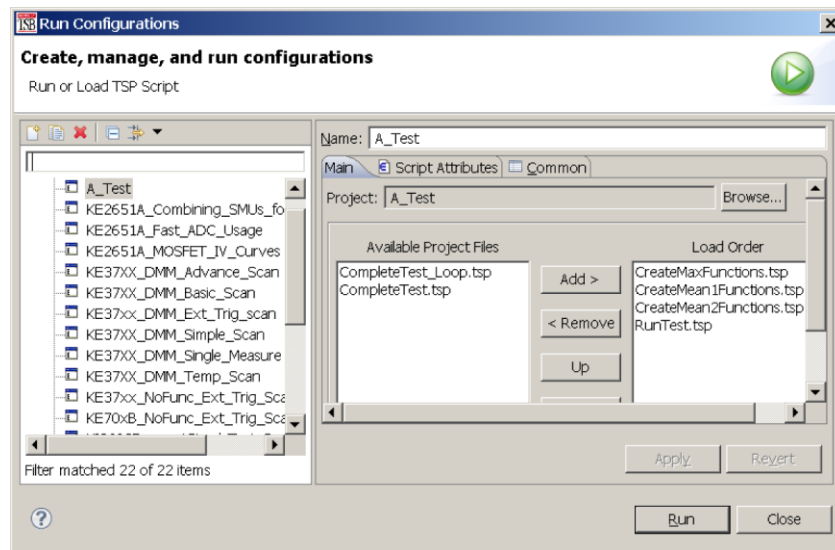 TSB Run Configurations
Create, manage, and run configurations
Run or Load TSP Script
A_Test
KE2651A_Combining_SMUs_fo
KE2651A_Fast_ADC_Usage
KE2651A_MOSFET_IV_Curves
KE37XX_DMM_Advance_Scan
KE37XX_DMM_Basic_Scan
KE37xx_DMM_Ext_Trig_scan
KE37XX_DMM_Simple_Scan
KE37XX_DMM_Single_Measure
KE37XX_DMM_Temp_Scan
KE37xx_NoFunc_Ext_Trig_Sca
KE70xB_NoFunc_Ext_Trig_Sca
Filter matched 22 of 22 items
Name: A_Test
Main Script Attributes Common
Project: A_Test Browse...
Available Project Files
CompleteTest_Loop.tsp
CompleteTest.tsp
Add >
< Remove
Up
Load Order
CreateMaxFunctions.tsp
CreateMean1Functions.tsp
CreateMean2Functions.tsp
RunTest.tsp
Apply Revert
? Run Close